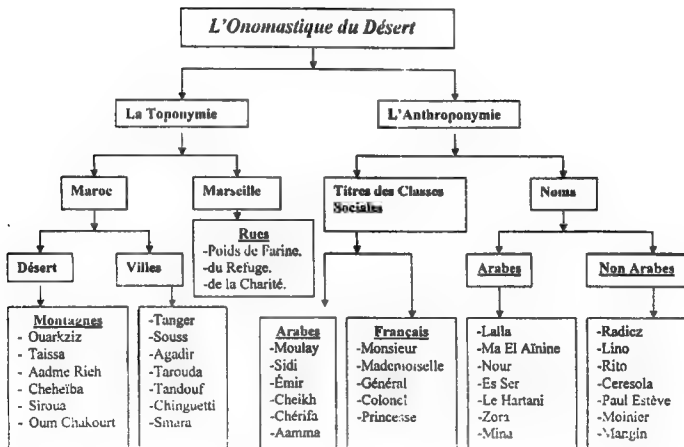 L'Onomastique du Désert
La Toponymie
L'Anthroponymie
Maroc
Marseille
Titres des Classes
Sociales
Noms
Rues
-Poids de Farine.
-du Refuge.
-de la Charité.
Désert
Villes
Arabes
Non Arabes
Montagnes
- Ouarkziz
- Taissa
- Aadme Rieh
- Cheheïba
- Siroua
- Oum Chakourt
-Tanger
-Souss
-Agadir
-Tarouda
-Tandouf
-Chinguetti
-Smara
Arabes
-Moulay
-Sidi
-Émir
-Cheikh
-Chérifa
-Aamma
Français
-Monsieur
-Mademoiselle
-Général
-Colonel
-Princesse
-Lalla
-Ma El Aïnine
-Nour
-Es Ser
-Le Hartani
-Zora
-Mina
-Radicz
-Lino
-Rito
-Ceresola
-Paul Estève
-Moinier
-Mangin